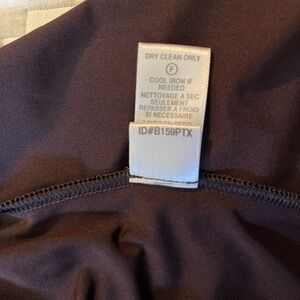 DRY CLEAN ONLY
F
COOL IRON IF
NEEDED
NETTOYAGE A SEC
SEULEMENT
REPASSER A FROID
SI NECESSAIRE
ID#B159PTX